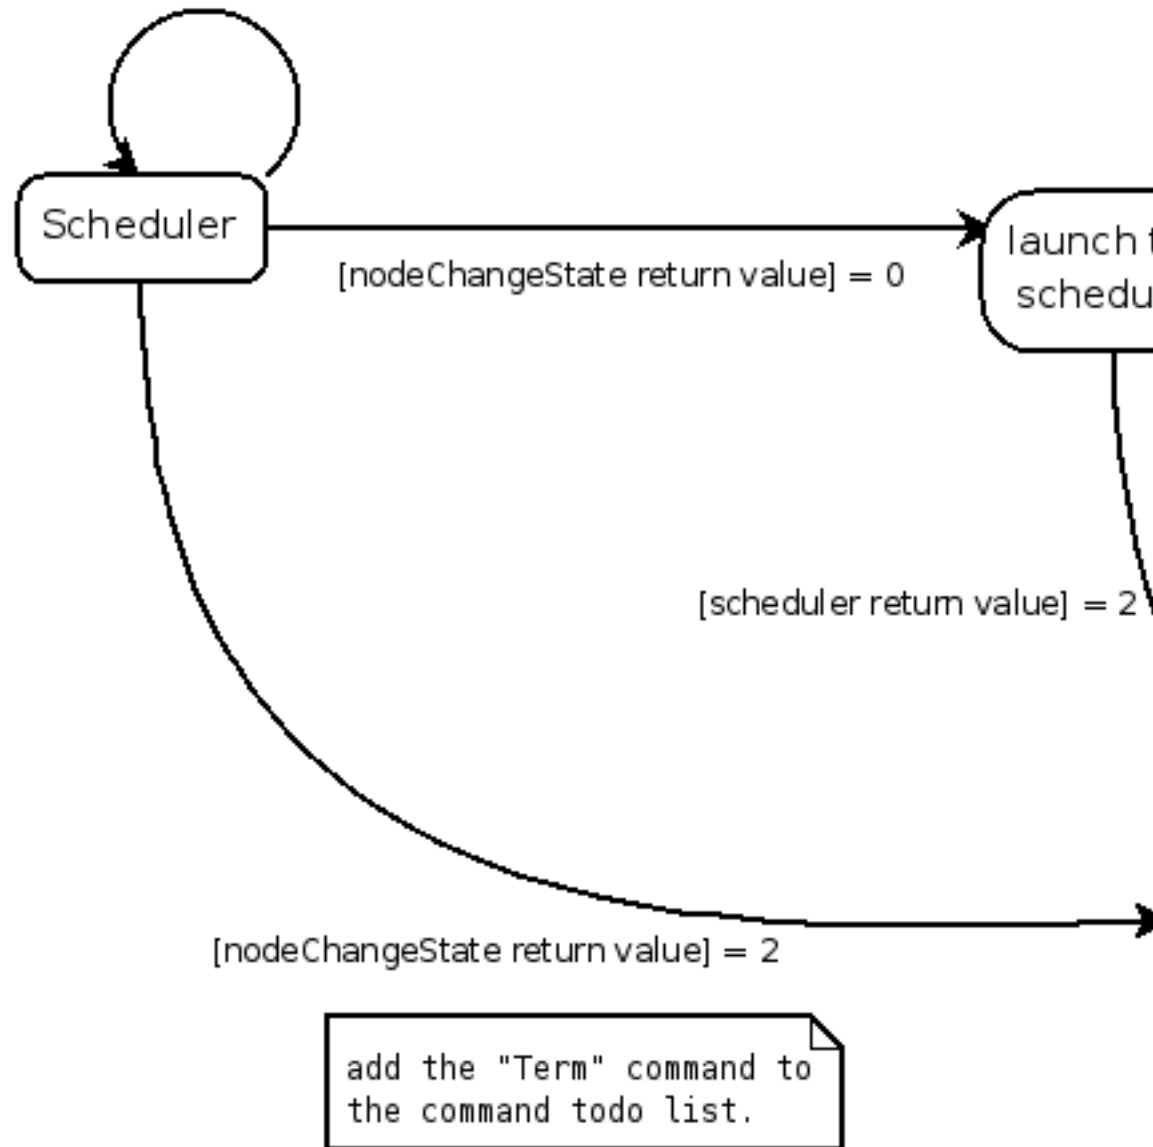 Scheduler
[nodeChangeState return value] = 0
launch
[scheduler return value] = 2
[nodeChangeState return value] = 2
add the "Term" command to
the command todo list.